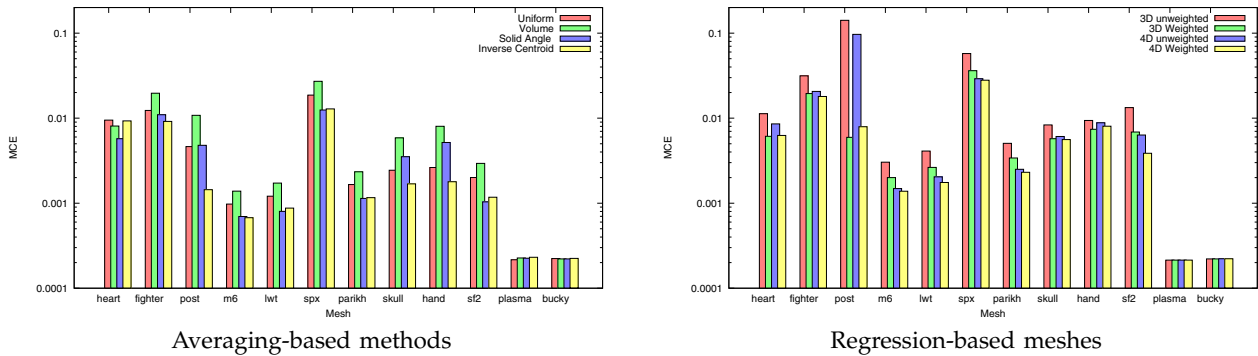 0.1
0.01
0.001
0.0001
MCE
Uniform
Volume
Solid Angle
Inverse Centroid
heart fighter post m6 lwt spx parikh skull hand sf2 plasma bucky
Mesh
Averaging-based methods
0.1
0.01
0.001
0.0001
MCE
3D unweighted
3D Weighted
4D unweighted
4D Weighted
heart fighter post m6 lwt spx parikh skull hand sf2 plasma bucky
Mesh
Regression-based meshes